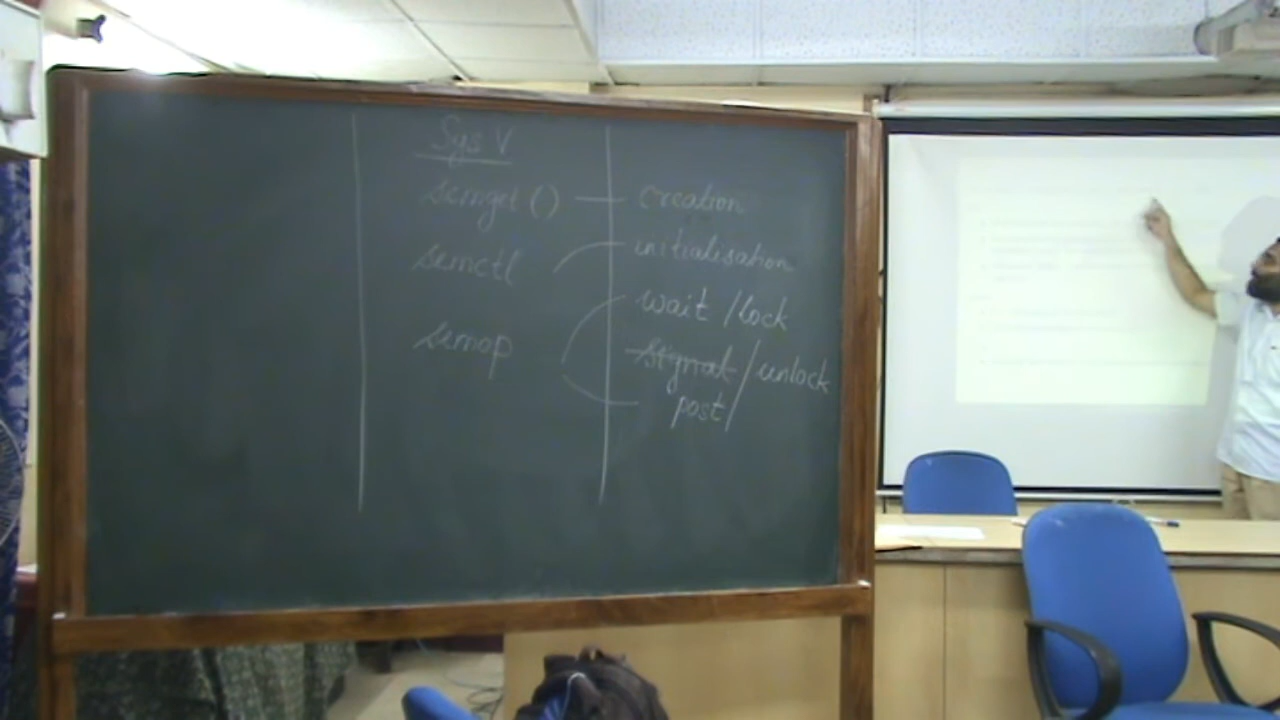 Sys V
semget () — creation
semctl initialisation
semop wait / lock
signal / unlock
post /